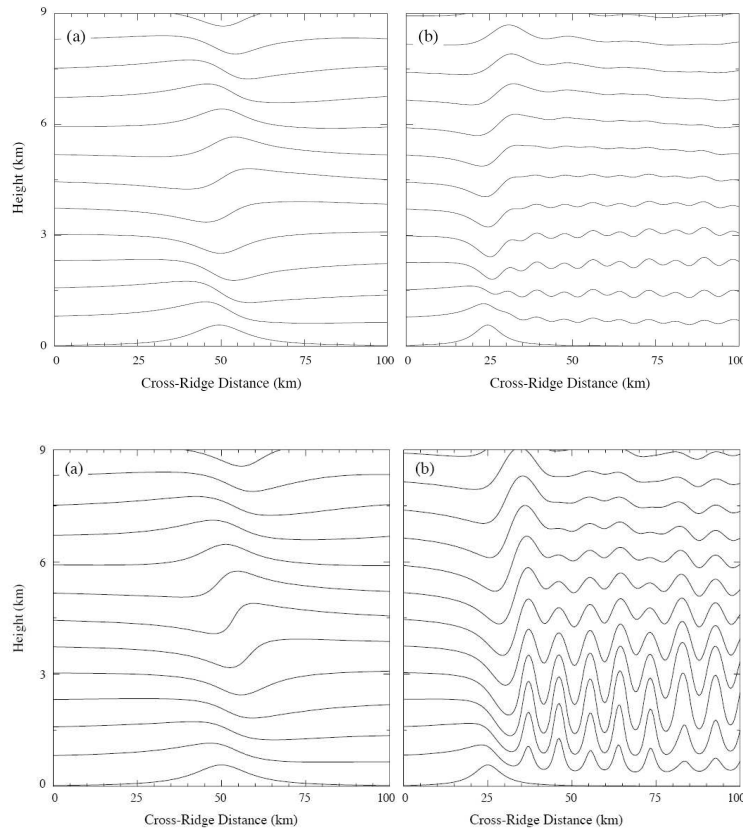 (a)
(b)
9
6
3
0
Height (km)
0 25 50 75 100
0 25 50 75 100
Cross-Ridge Distance (km)
Cross-Ridge Distance (km)
(a)
(b)
9
6
3
0
Height (km)
0 25 50 75 100
0 25 50 75 100
Cross-Ridge Distance (km)
Cross-Ridge Distance (km)